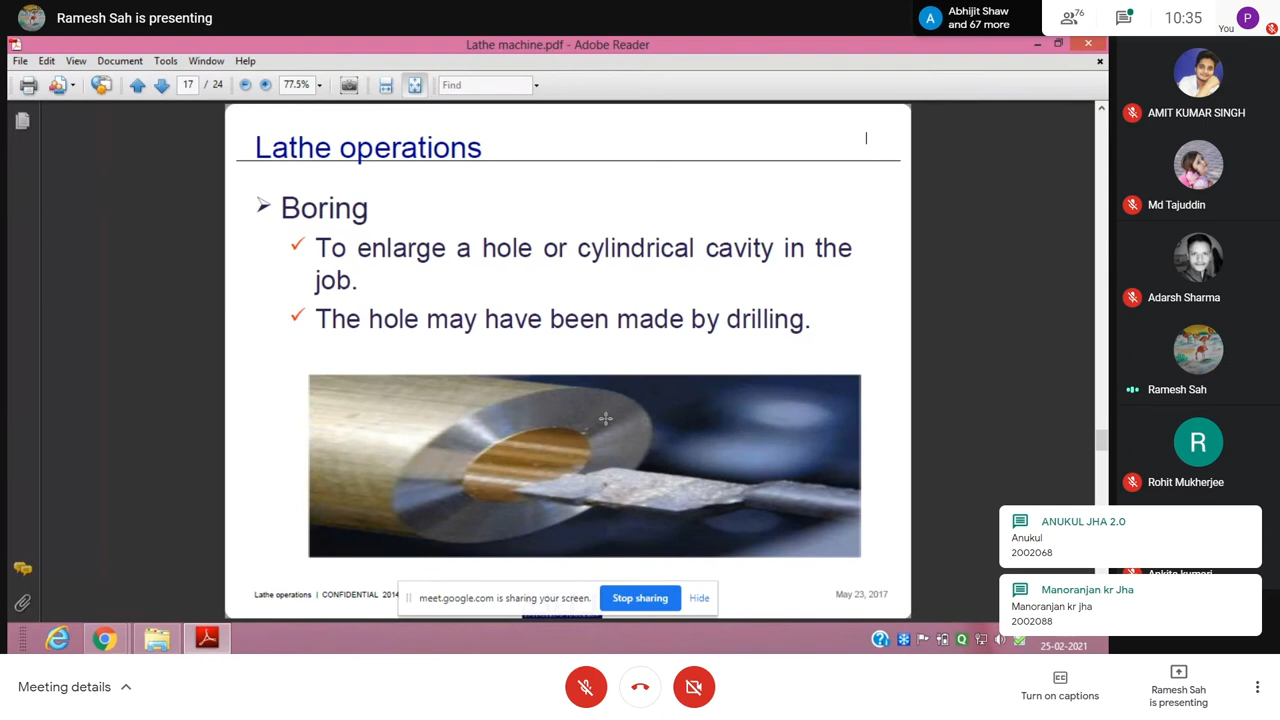 Ramesh Sah is presenting
Abhijit Shaw
and 67 more
76
10:35
You
P
A
Lathe machine.pdf - Adobe Reader
File Edit View Document Tools Window Help
17 / 24 77.5% Find
Lathe operations
Boring
To enlarge a hole or cylindrical cavity in the
job.
The hole may have been made by drilling.
Lathe operations | CONFIDENTIAL 2014
May 23, 2017
meet.google.com is sharing your screen. Stop sharing Hide
25-02-2021
AMIT KUMAR SINGH
Md Tajuddin
Adarsh Sharma
Ramesh Sah
R
Rohit Mukherjee
ANUKUL JHA 2.0
Anukul
2002068
Manoranjan kr Jha
Manoranjan kr jha
2002088
Meeting details
Turn on captions
Ramesh Sah
is presenting